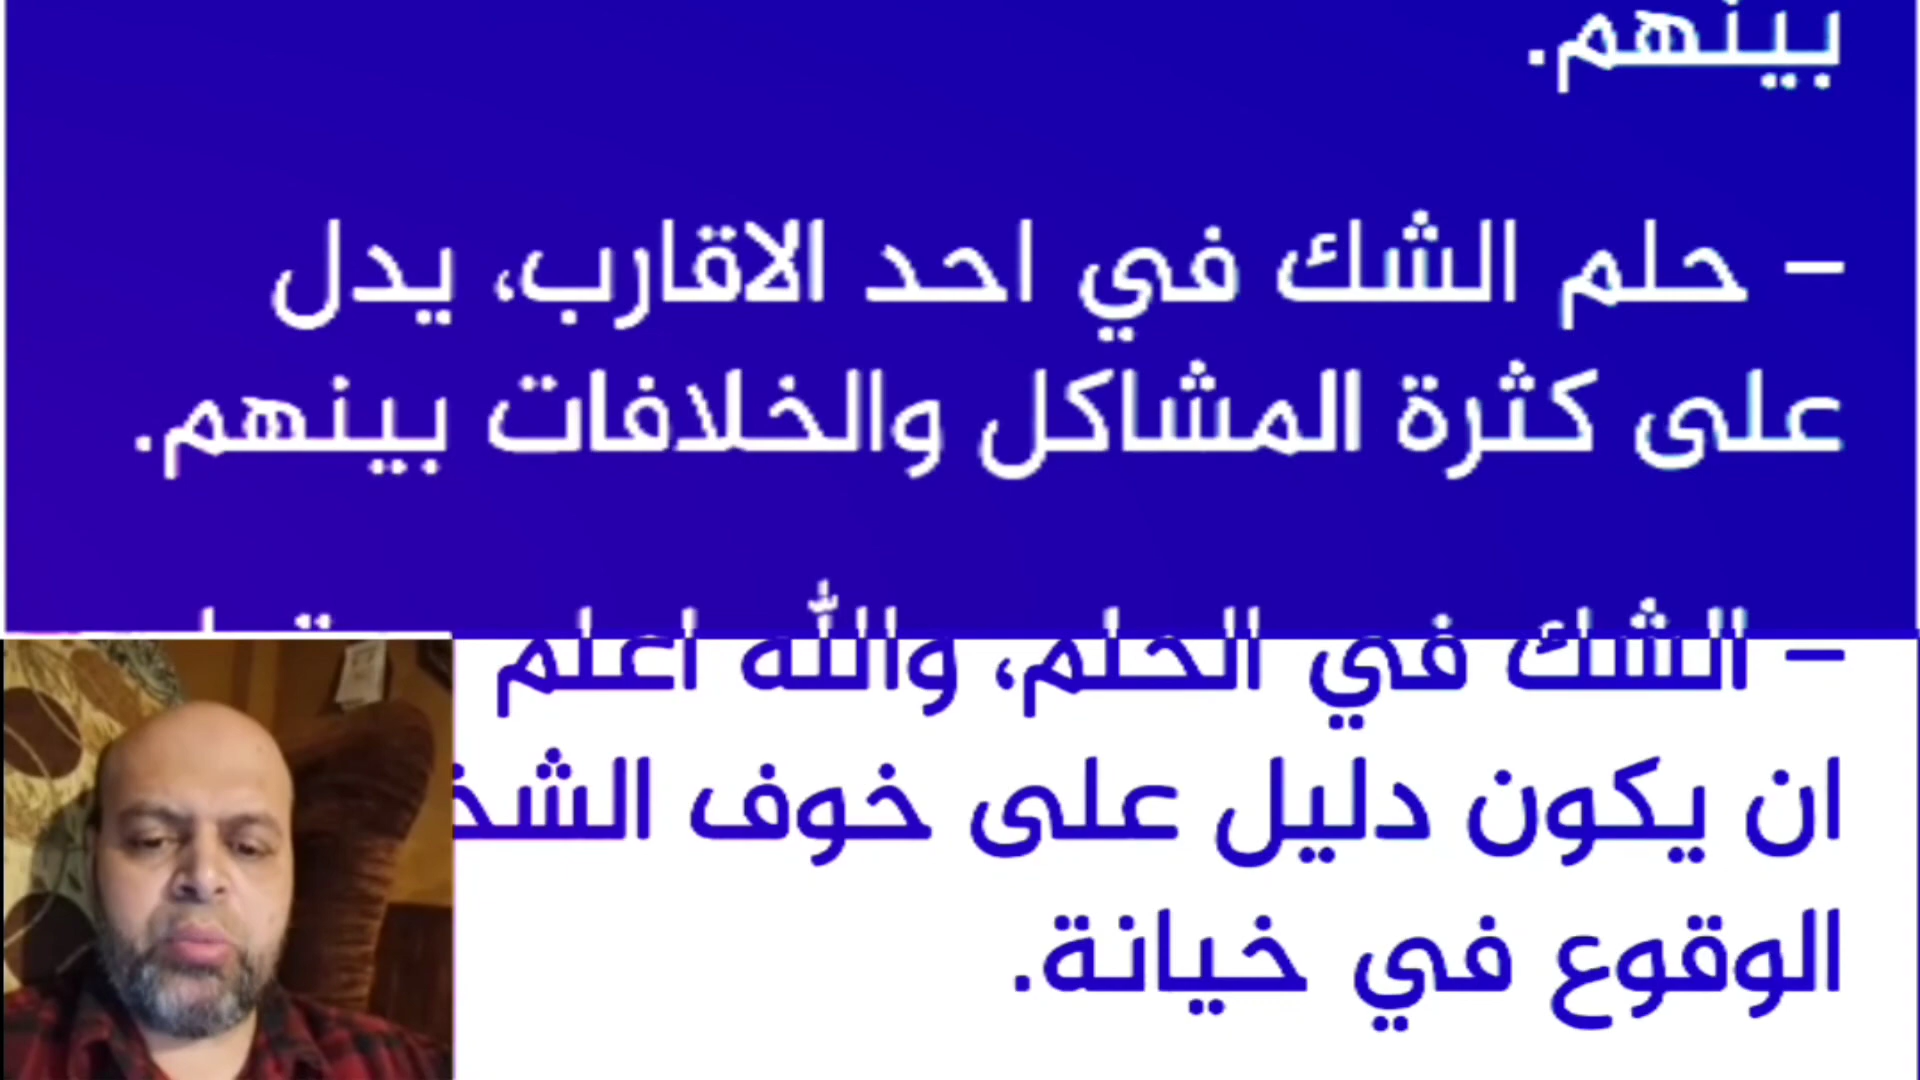 بينهم.
– حلم الشك في احد الاقارب، يدل
على كثرة المشاكل والخلافات بينهم.
– الشك في الحلم، والله اعلم
ان يكون دليل على خوف
الوقوع في خيانة.